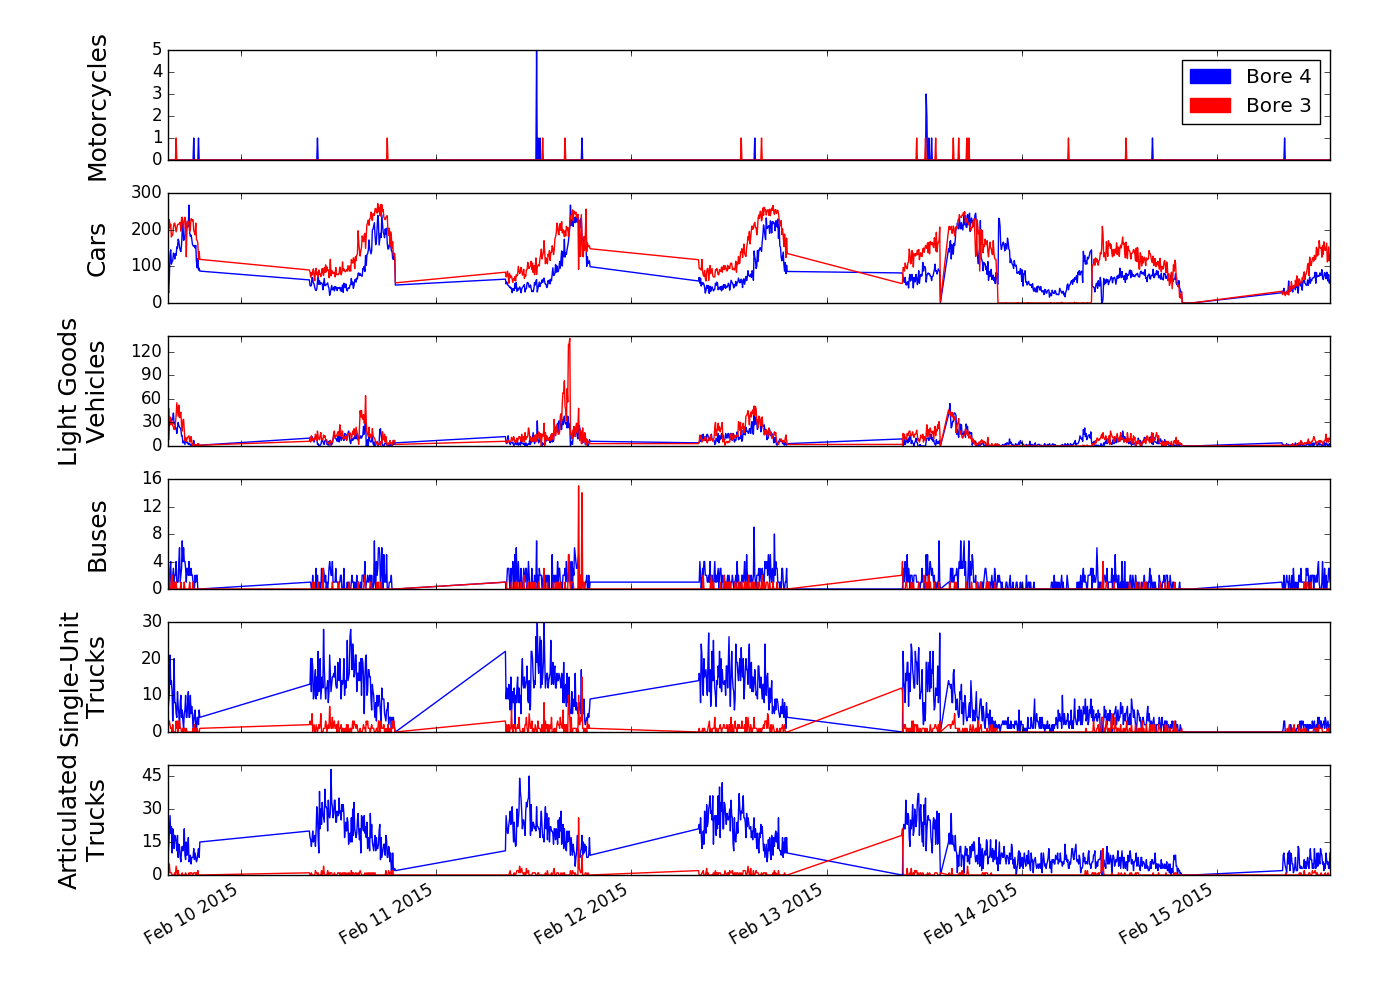 Motorcycles
5
4
3
2
1
0
Bore 4
Bore 3
Cars
300
200
100
0
Light Goods
Vehicles
120
90
60
30
0
Buses
16
12
8
4
0
Single-Unit
Trucks
30
20
10
0
Articulated
Trucks
45
30
15
0
Feb 10 2015
Feb 11 2015
Feb 12 2015
Feb 13 2015
Feb 14 2015
Feb 15 2015